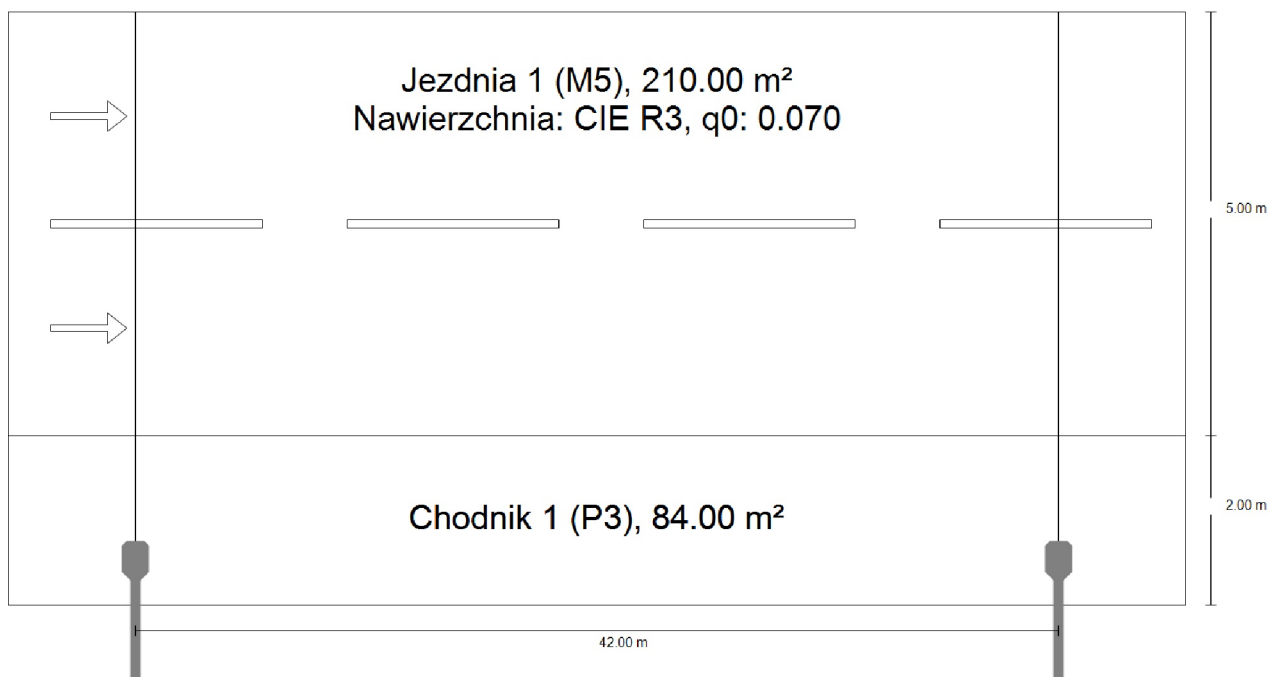 Jezdnia 1 (M5), 210.00 m²
Nawierzchnia: CIE R3, q0: 0.070
5.00 m
Chodnik 1 (P3), 84.00 m²
2.00 m
42.00 m